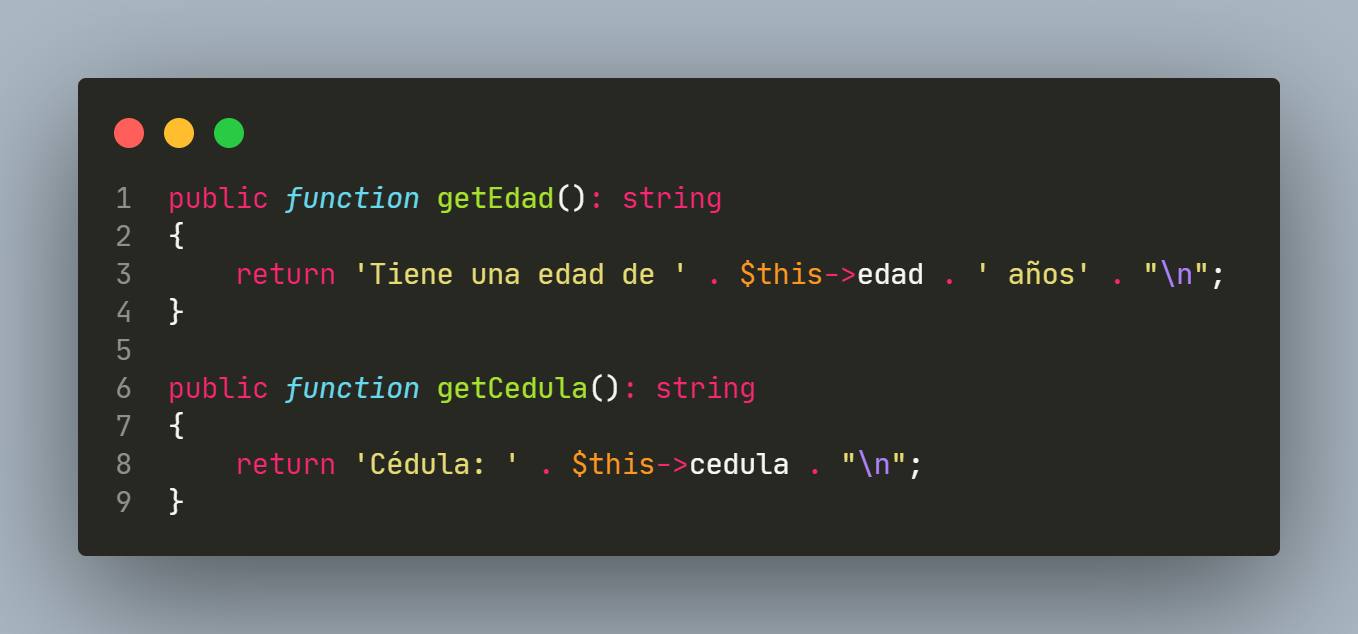 1 public function getEdad(): string
2 {
3     return 'Tiene una edad de ' . $this->edad . ' años' . "\n";
4 }
5
6 public function getCedula(): string
7 {
8     return 'Cédula: ' . $this->cedula . "\n";
9 }